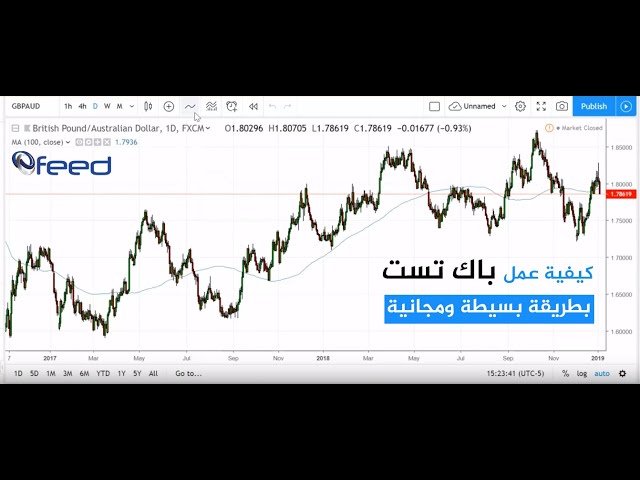 GBPAUD 1h 4h D W M Unnamed Publish
British Pound/Australian Dollar, 1D, FXCM O1.80296 H1.80705 L1.78619 C1.78619 -0.01677 (-0.93%) Market Closed
MA (100, close) 1.7936
feed
1.85000
1.80000
1.78619
1.75000
1.70000
1.65000
1.60000
كيفية عمل باك تست
بطريقة بسيطة ومجانية
2017 Mar May Jul Sep Nov 2018 Mar May Jul Sep Nov 2019
1D 5D 1M 3M 6M YTD 1Y 5Y All Go to... 15:23:41 (UTC-5) % log auto